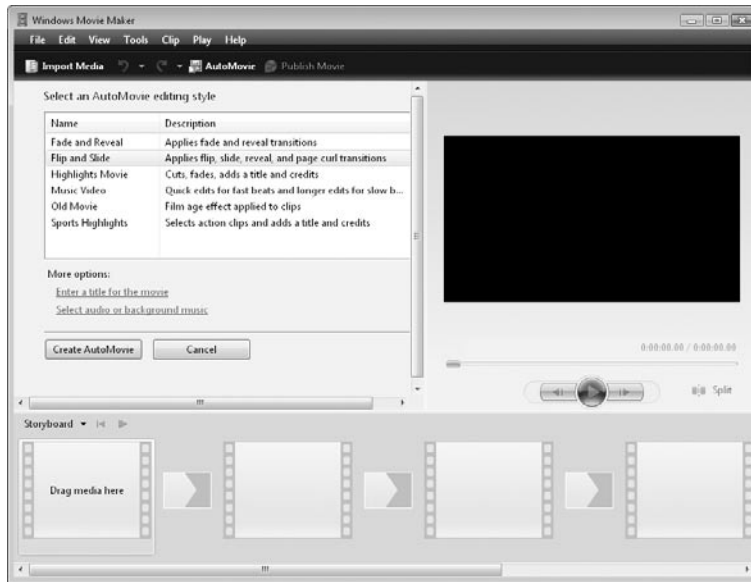 Windows Movie Maker
File Edit View Tools Clip Play Help
Import Media AutoMovie Publish Movie
Select an AutoMovie editing style
Name Description
Fade and Reveal Applies fade and reveal transitions
Flip and Slide Applies flip, slide, reveal, and page curl transitions
Highlights Movie Cuts, fades, adds a title and credits
Music Video Quick edits for fast beats and longer edits for slow b...
Old Movie Film age effect applied to clips
Sports Highlights Selects action clips and adds a title and credits
More options:
Enter a title for the movie
Select audio or background music
Create AutoMovie Cancel
0:00:00.00 / 0:00:00.00
Split
Storyboard
Drag media here